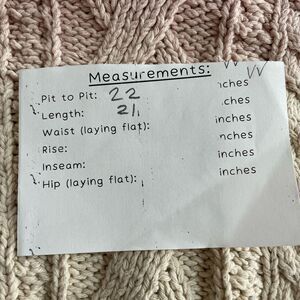 Measurements:
Pit to Pit: 22 inches
Length: 21 inches
Waist (laying flat): inches
Rise: inches
Inseam: inches
Hip (laying flat): inches